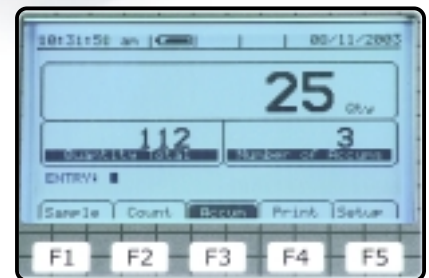 10:31:50 am 08/11/2003
25 Qty
112 3
Quantity Total Number of Accums
ENTRY:
Sample Count Accum Print Setup
F1 F2 F3 F4 F5